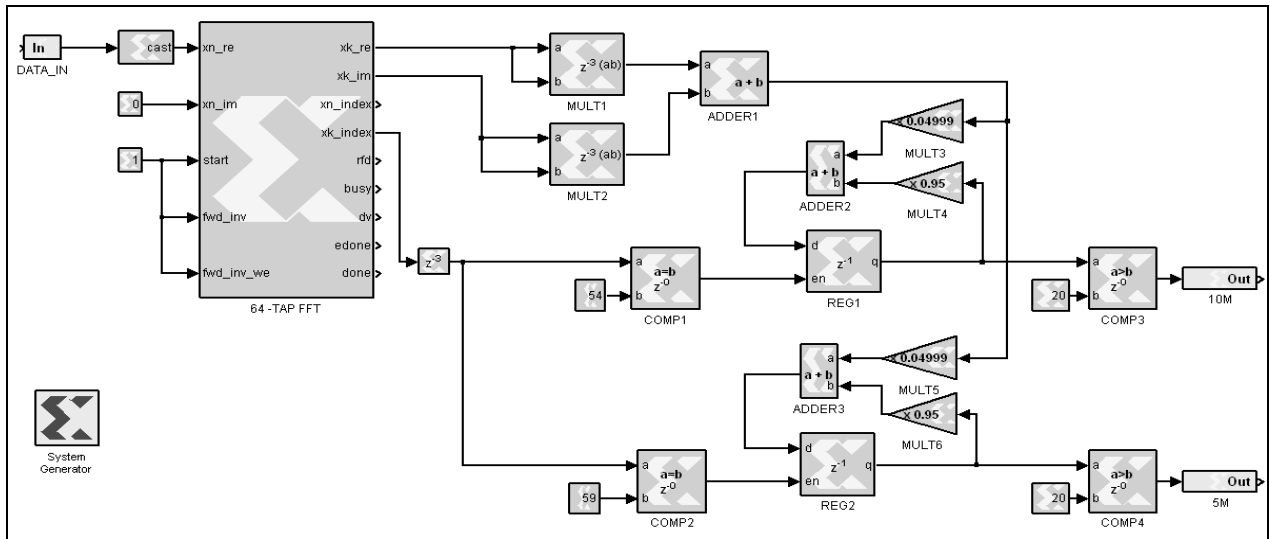 In
DATA_IN
cast
0
1
xn_re
xn_im
start
fwd_inv
fwd_inv_we
xk_re
xk_im
xn_index
xk_index
rfd
busy
dv
edone
done
64 -TAP FFT
a
b
z-3 (ab)
MULT1
a
b
z-3 (ab)
MULT2
a
b
a + b
ADDER1
x 0.04999
MULT3
x 0.95
MULT4
a
a + b
b
ADDER2
z-3
a
b
a=b
z-0
COMP1
54
d
en
z-1
q
REG1
a
b
a>b
z-0
COMP3
20
Out
10M
0.04999
MULT5
x 0.95
MULT6
a
a + b
b
ADDER3
a
b
a=b
z-0
COMP2
59
d
en
z-1
q
REG2
a
b
a>b
z-0
COMP4
20
Out
5M
System
Generator